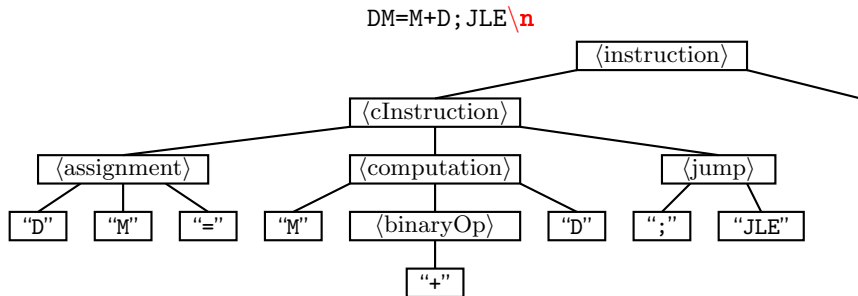 DM=M+D;JLE\n
⟨instruction⟩
⟨cInstruction⟩
⟨assignment⟩ ⟨computation⟩ ⟨jump⟩
“D” “M” “=” “M” ⟨binaryOp⟩ “D” “;” “JLE”
“+”